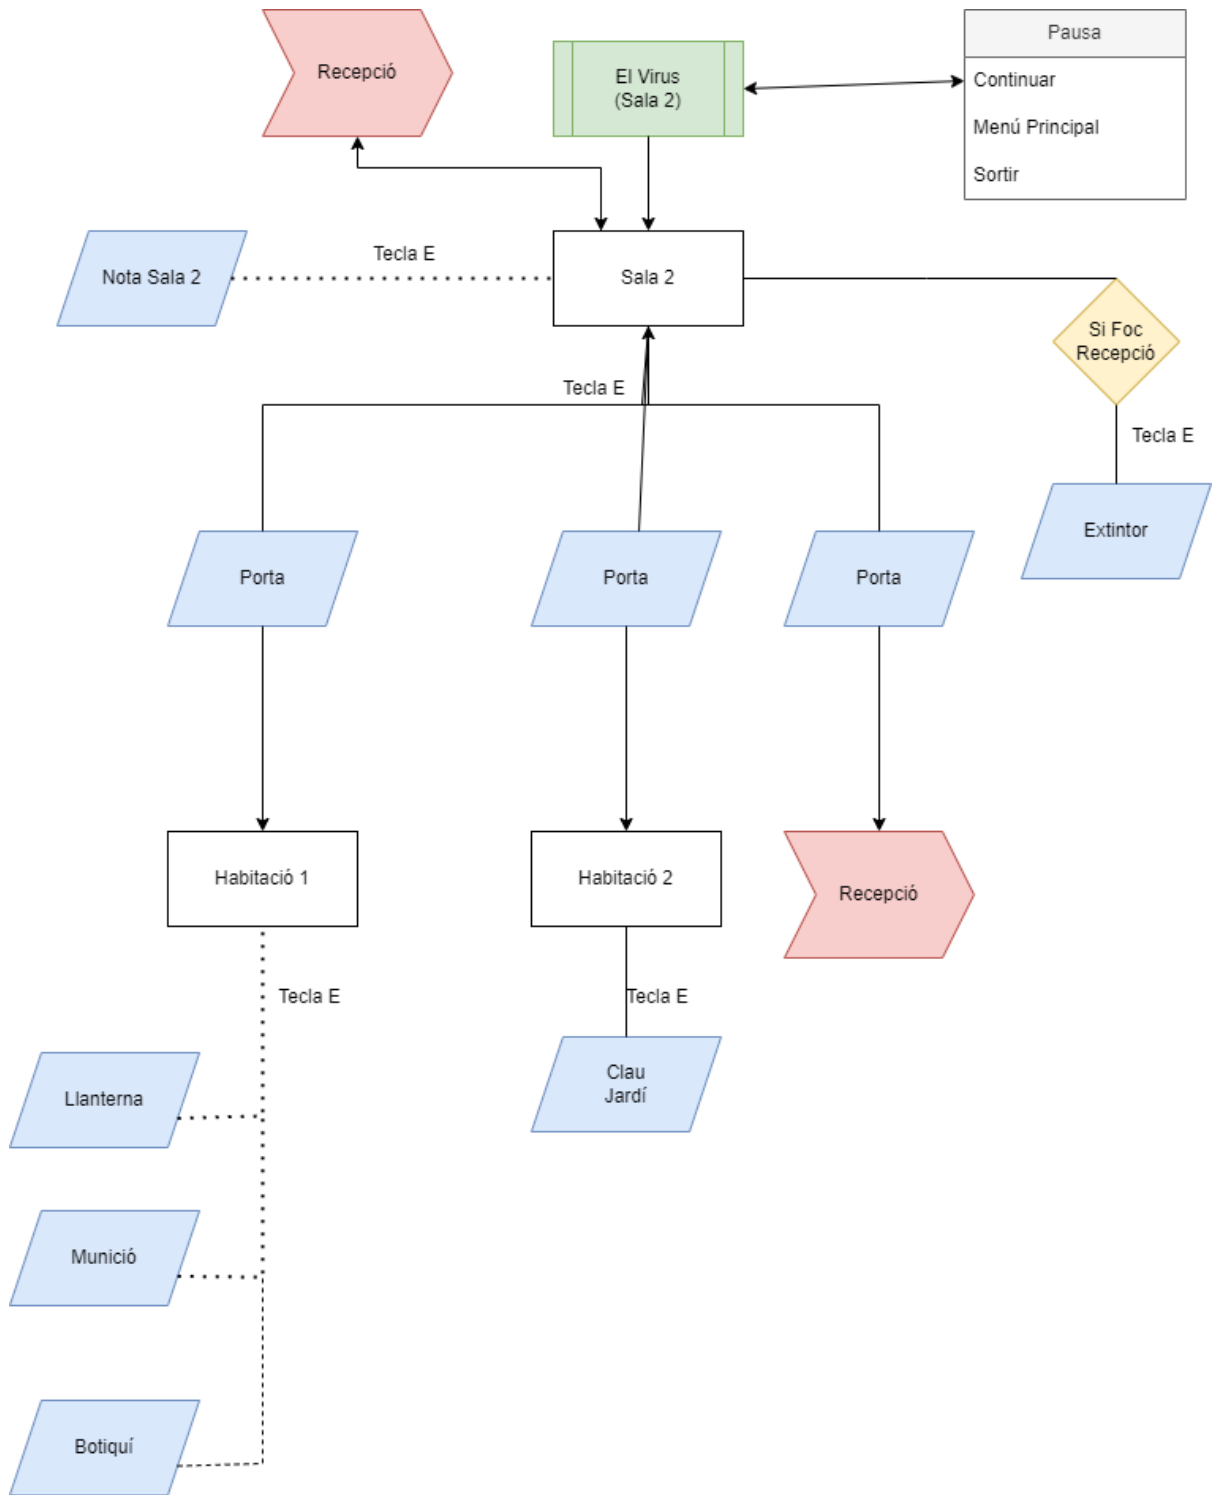 Recepció
El Virus
(Sala 2)
Pausa
Continuar
Menú Principal
Sortir
Nota Sala 2
Tecla E
Sala 2
Si Foc
Recepció
Tecla E
Tecla E
Extintor
Porta
Porta
Porta
Habitació 1
Habitació 2
Recepció
Tecla E
Tecla E
Llanterna
Clau
Jardí
Munició
Botiquí